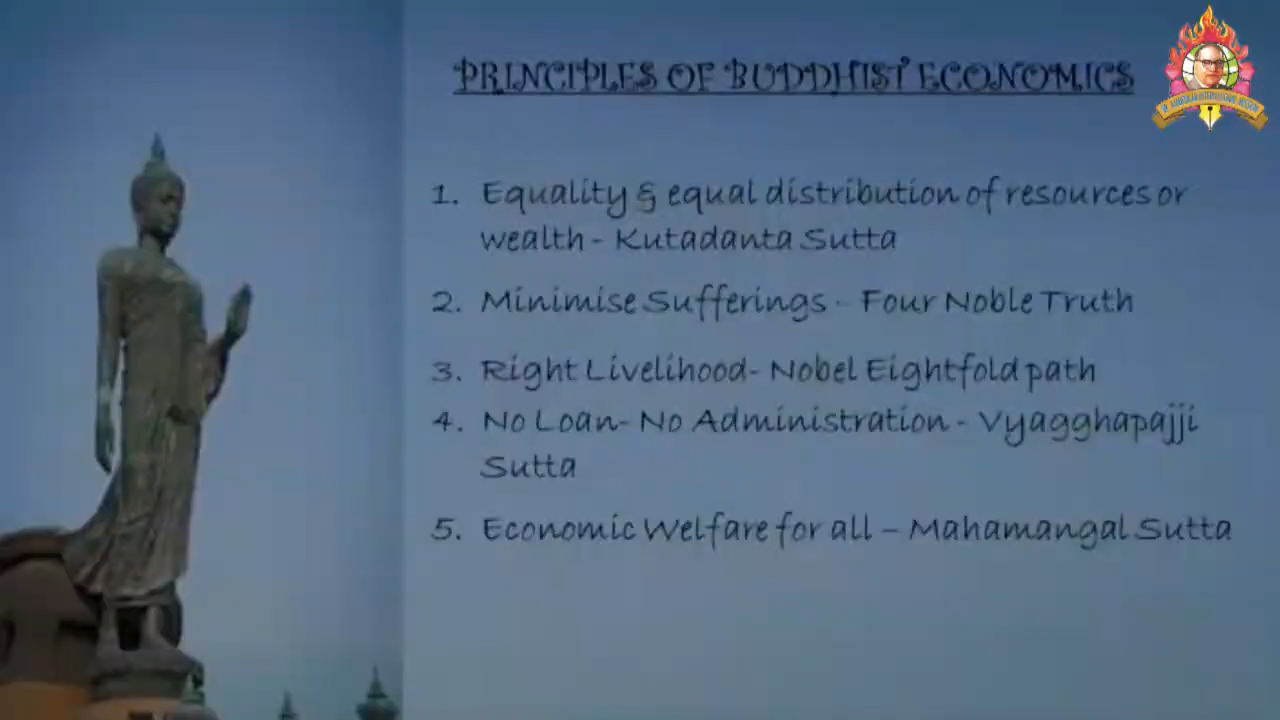 PRINCIPLES OF BUDDHIST ECONOMICS
1. Equality & equal distribution of resources or
wealth - Kutadanta Sutta
2. Minimise Sufferings - Four Noble Truth
3. Right Livelihood- Nobel Eightfold path
4. No Loan- No Administration - Vyagghapajji
Sutta
5. Economic Welfare for all – Mahamangal Sutta